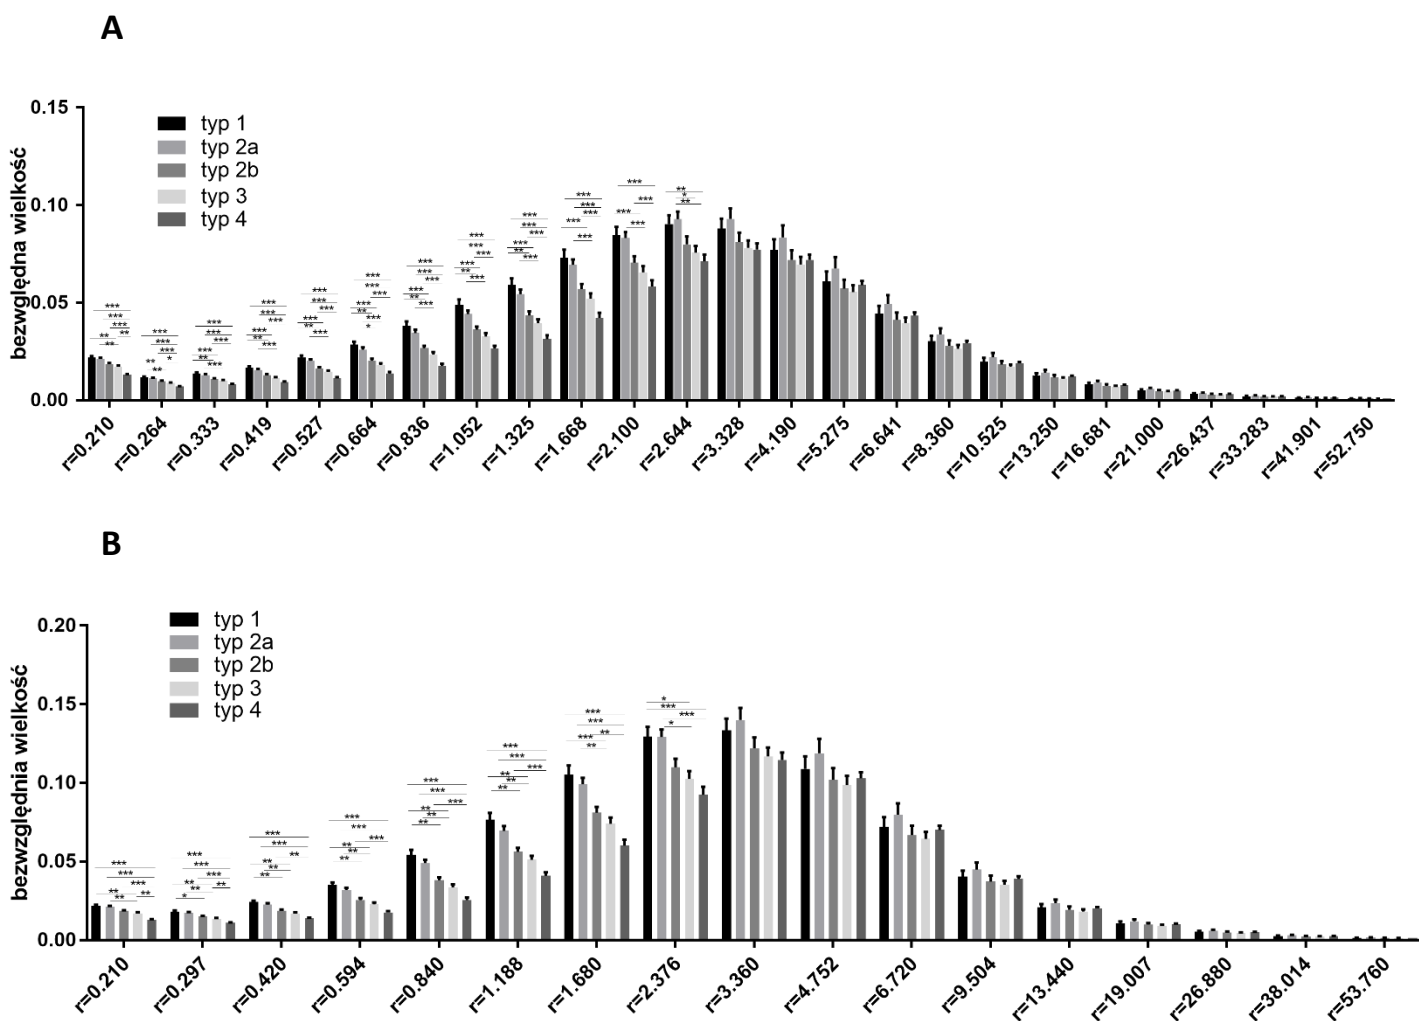 A
bezwzględna wielkość
0.15
0.10
0.05
0.00
typ 1
typ 2a
typ 2b
typ 3
typ 4
r=0.210
r=0.264
r=0.333
r=0.419
r=0.527
r=0.664
r=0.836
r=1.052
r=1.325
r=1.668
r=2.100
r=2.644
r=3.328
r=4.190
r=5.275
r=6.641
r=8.360
r=10.525
r=13.250
r=16.681
r=21.000
r=26.437
r=33.283
r=41.901
r=52.750
B
bezwzględnia wielkość
0.20
0.15
0.10
0.05
0.00
typ 1
typ 2a
typ 2b
typ 3
typ 4
r=0.210
r=0.297
r=0.420
r=0.594
r=0.840
r=1.188
r=1.680
r=2.376
r=3.360
r=4.752
r=6.720
r=9.504
r=13.440
r=19.007
r=26.880
r=38.014
r=53.760